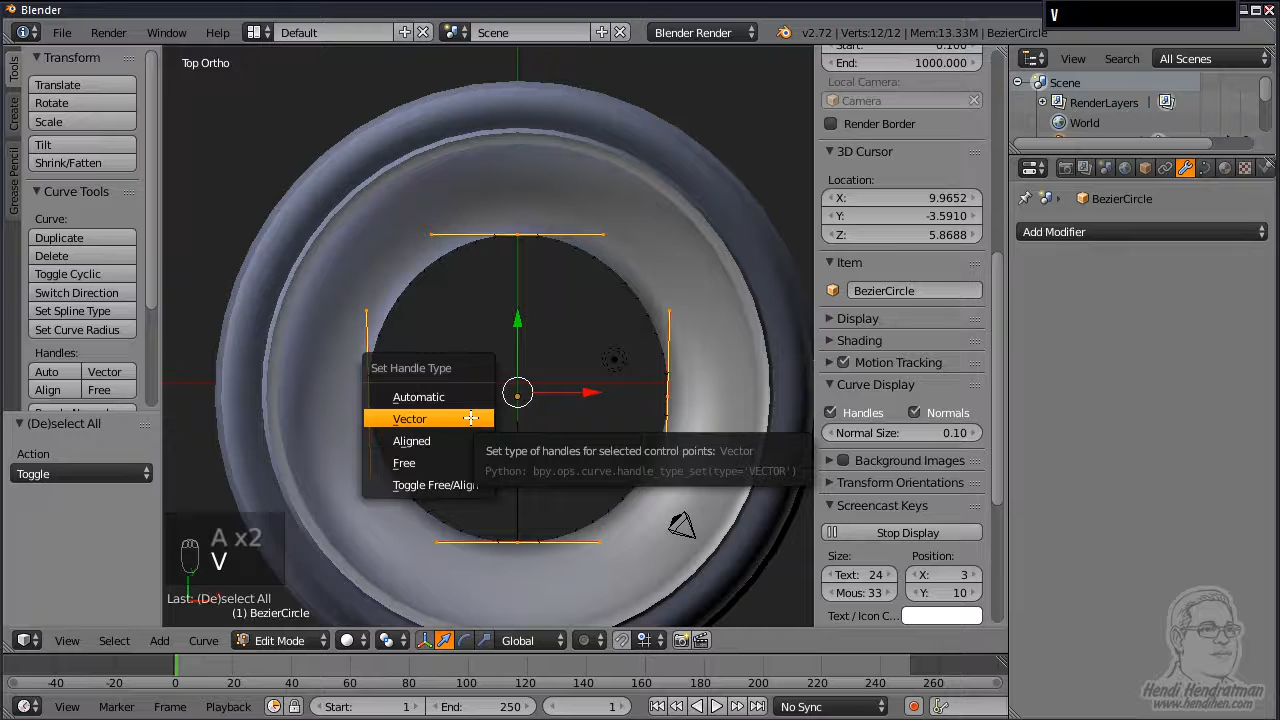 Blender
V
File Render Window Help
Default
Scene
Blender Render
v2.72 | Verts:12/12 | Mem:13.33M | BezierCircle
Tools
Create
Grease Pencil
Transform
Translate
Rotate
Scale
Tilt
Shrink/Fatten
Curve Tools
Curve:
Duplicate
Delete
Toggle Cyclic
Switch Direction
Set Spline Type
Set Curve Radius
Handles:
Auto Vector
Align Free
(De)select All
Action
Toggle
Top Ortho
Set Handle Type
Automatic
Vector
Aligned
Free
Toggle Free/Align
Set type of handles for selected control points: Vector
Python: bpy.ops.curve.handle_type_set(type='VECTOR')
A x2
V
Last: (De)select All
(1) BezierCircle
View Select Add Curve
Edit Mode
Global
End: 1000.000
Local Camera:
Camera
Render Border
3D Cursor
Location:
X: 9.9652
Y: -3.5910
Z: 5.8688
Item
BezierCircle
Display
Shading
Motion Tracking
Curve Display
Handles Normals
Normal Size: 0.10
Background Images
Transform Orientations
Screencast Keys
Stop Display
Size: Position:
Text: 24 X: 3
Mous: 33 Y: 10
Text / Icon C...
View Search All Scenes
Scene
RenderLayers
World
BezierCircle
Add Modifier
-40 -20 0 20 40 60 80 100 120 140 160 180 200 220 240 260
View Marker Frame Playback
Start: 1
End: 250
1
No Sync
Hendi Hendratman
www.hendihen.com